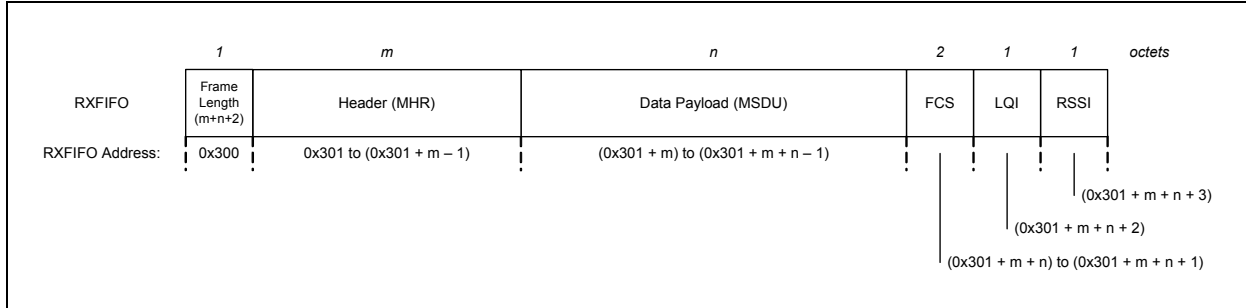 1 m n 2 1 1 octets
RXFIFO
Frame
Length
(m+n+2)
Header (MHR)
Data Payload (MSDU)
FCS
LQI
RSSI
RXFIFO Address:
0x300
0x301 to (0x301 + m – 1)
(0x301 + m) to (0x301 + m + n – 1)
(0x301 + m + n + 3)
(0x301 + m + n + 2)
(0x301 + m + n) to (0x301 + m + n + 1)